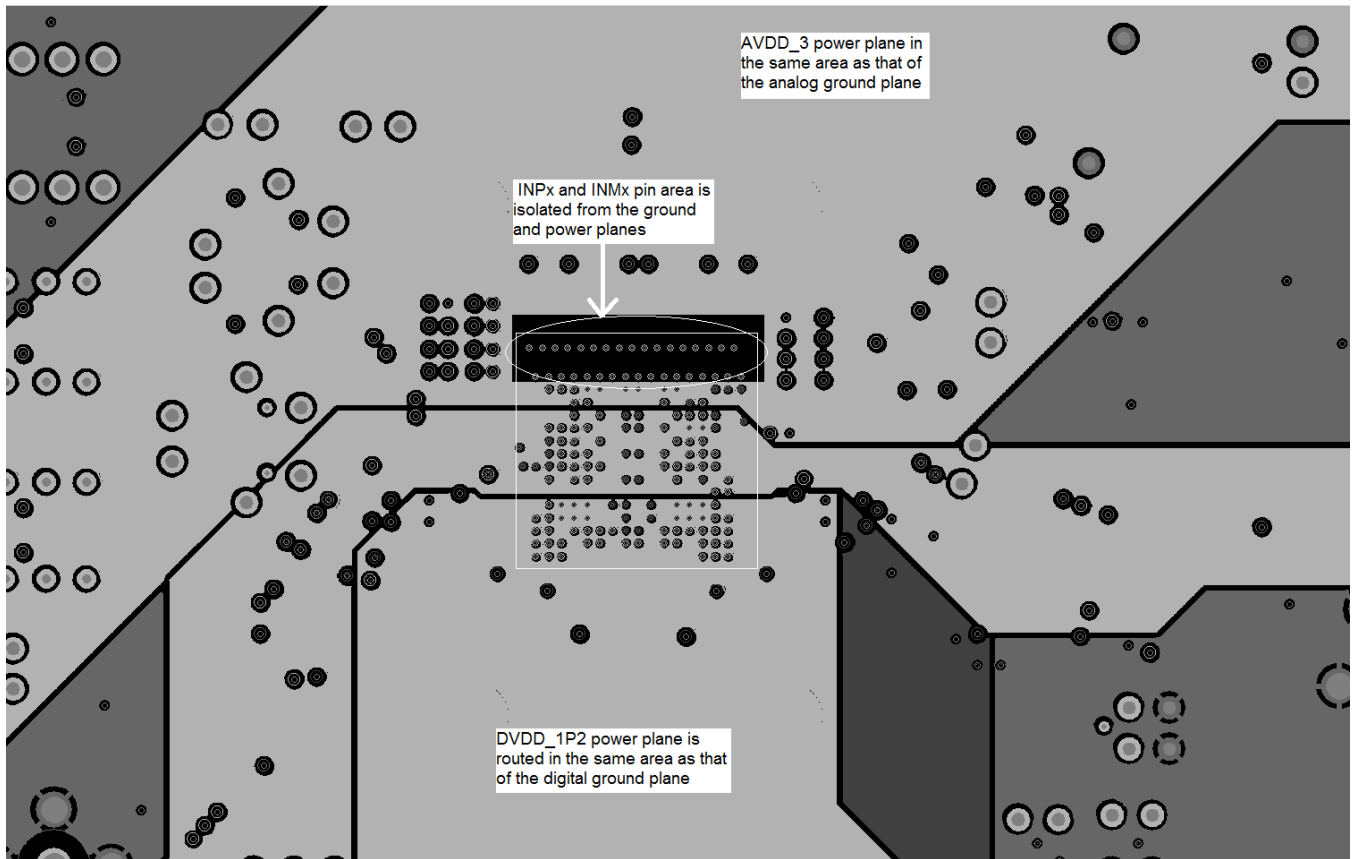 AVDD_3 power plane in
the same area as that of
the analog ground plane
INPx and INMx pin area is
isolated from the ground
and power planes
DVDD_1P2 power plane is
routed in the same area as that
of the digital ground plane